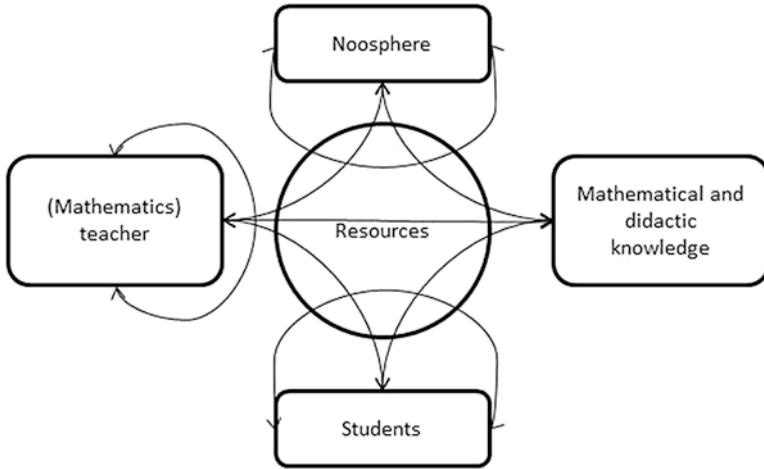 Noosphere
(Mathematics)
teacher
Resources
Mathematical and
didactic
knowledge
Students